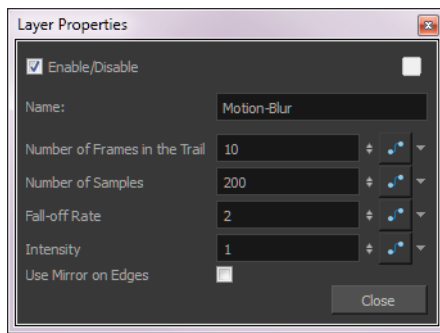 Layer Properties
Enable/Disable
Name: Motion-Blur
Number of Frames in the Trail 10
Number of Samples 200
Fall-off Rate 2
Intensity 1
Use Mirror on Edges
Close